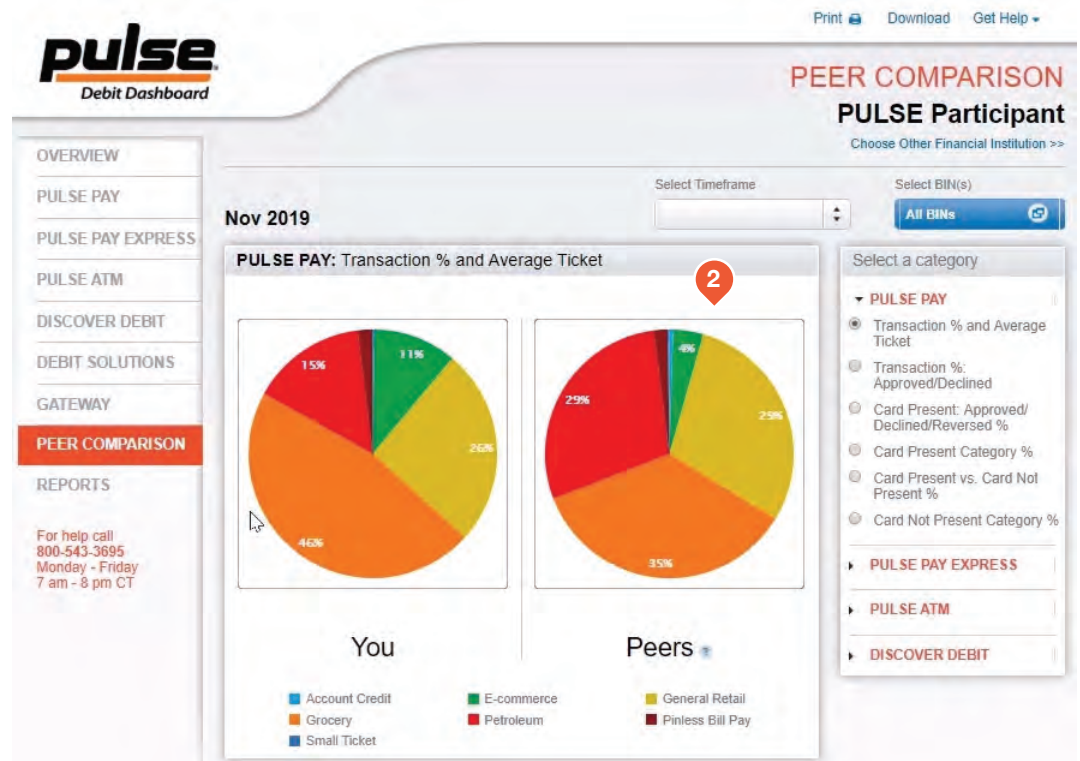 Print Download Get Help
pulse
Debit Dashboard
PEER COMPARISON
PULSE Participant
Choose Other Financial Institution >>
OVERVIEW
PULSE PAY
PULSE PAY EXPRESS
PULSE ATM
DISCOVER DEBIT
DEBIT SOLUTIONS
GATEWAY
PEER COMPARISON
REPORTS
For help call
800-543-3695
Monday - Friday
7 am - 8 pm CT
Select Timeframe
Select BIN(s)
All BINs
Nov 2019
PULSE PAY: Transaction % and Average Ticket
2
15%
11%
26%
46%
29%
4%
25%
35%
You
Peers ?
Account Credit
E-commerce
General Retail
Grocery
Petroleum
Pinless Bill Pay
Small Ticket
Select a category
PULSE PAY
Transaction % and Average
Ticket
Transaction %:
Approved/Declined
Card Present: Approved/
Declined/Reversed %
Card Present Category %
Card Present vs. Card Not
Present %
Card Not Present Category %
PULSE PAY EXPRESS
PULSE ATM
DISCOVER DEBIT